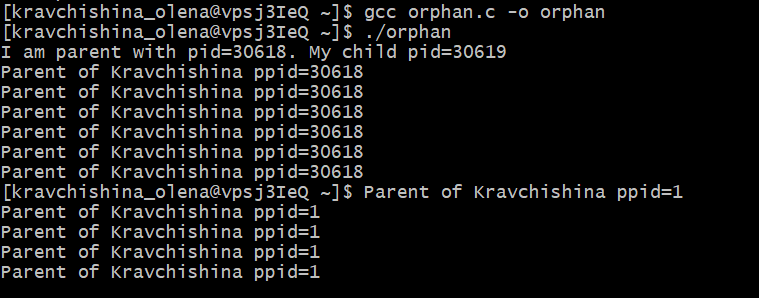 [kravchishina_olena@vpsj3IeQ ~]$ gcc orphan.c -o orphan
[kravchishina_olena@vpsj3IeQ ~]$ ./orphan
I am parent with pid=30618. My child pid=30619
Parent of Kravchishina ppid=30618
Parent of Kravchishina ppid=30618
Parent of Kravchishina ppid=30618
Parent of Kravchishina ppid=30618
Parent of Kravchishina ppid=30618
Parent of Kravchishina ppid=30618
[kravchishina_olena@vpsj3IeQ ~]$ Parent of Kravchishina ppid=1
Parent of Kravchishina ppid=1
Parent of Kravchishina ppid=1
Parent of Kravchishina ppid=1
Parent of Kravchishina ppid=1